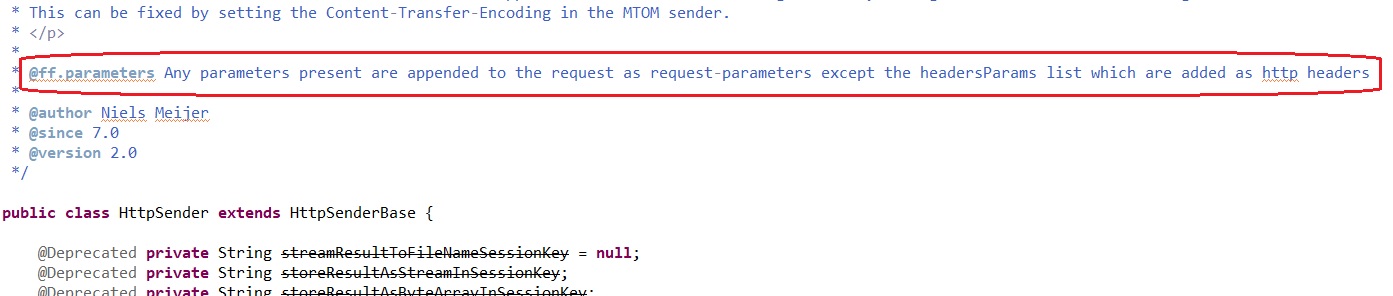 * This can be fixed by setting the Content-Transfer-Encoding in the MTOM sender.
* </p>
*
* @ff.parameters Any parameters present are appended to the request as request-parameters except the headersParams list which are added as http headers
*
* @author Niels Meijer
* @since 7.0
* @version 2.0
*/
public class HttpSender extends HttpSenderBase {
@Deprecated private String streamResultToFileNameSessionKey = null;
@Deprecated private String storeResultAsStreamInSessionKey;
@Deprecated private String storeResultAsByteArrayInSessionKey;